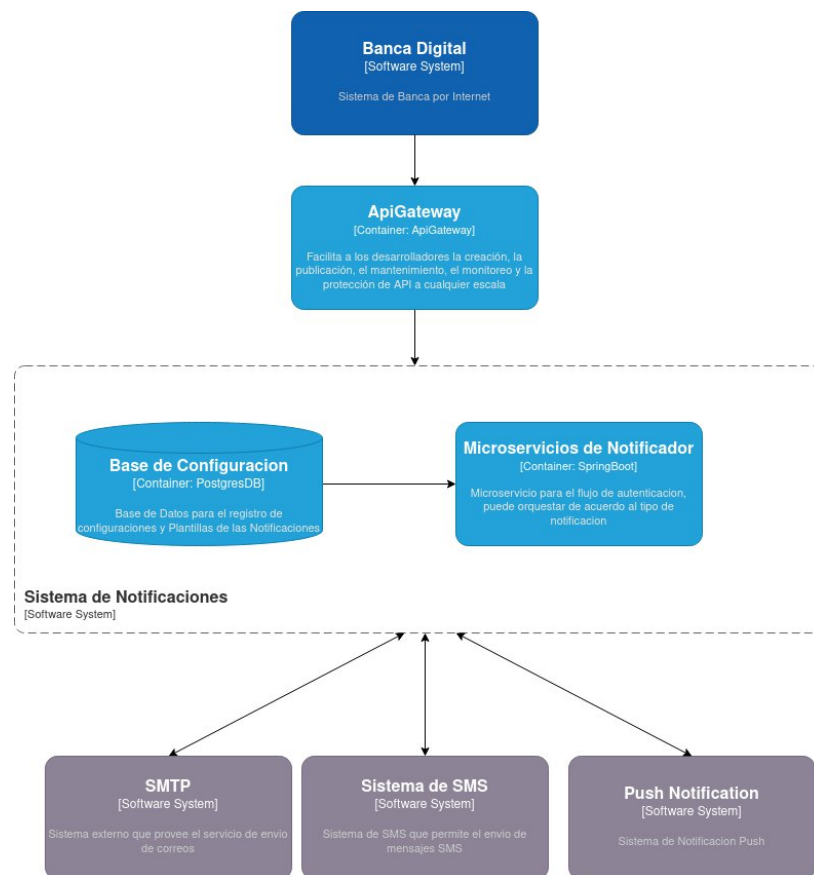 Banca Digital
[Software System]
Sistema de Banca por Internet
ApiGateway
[Container: ApiGateway]
Facilita a los desarrolladores la creación, la
publicación, el mantenimiento, el monitoreo y la
protección de API a cualquier escala
Base de Configuracion
[Container: PostgresDB]
Base de Datos para el registro de
configuraciones y Plantillas de las Notificaciones
Microservicios de Notificador
[Container: SpringBoot]
Microservicio para el flujo de autenticacion,
puede orquestar de acuerdo al tipo de
notificacion
Sistema de Notificaciones
[Software System]
SMTP
[Software System]
Sistema externo que provee el servicio de envio
de correos
Sistema de SMS
[Software System]
Sistema de SMS que permite el envio de
mensajes SMS
Push Notification
[Software System]
Sistema de Notificacion Push